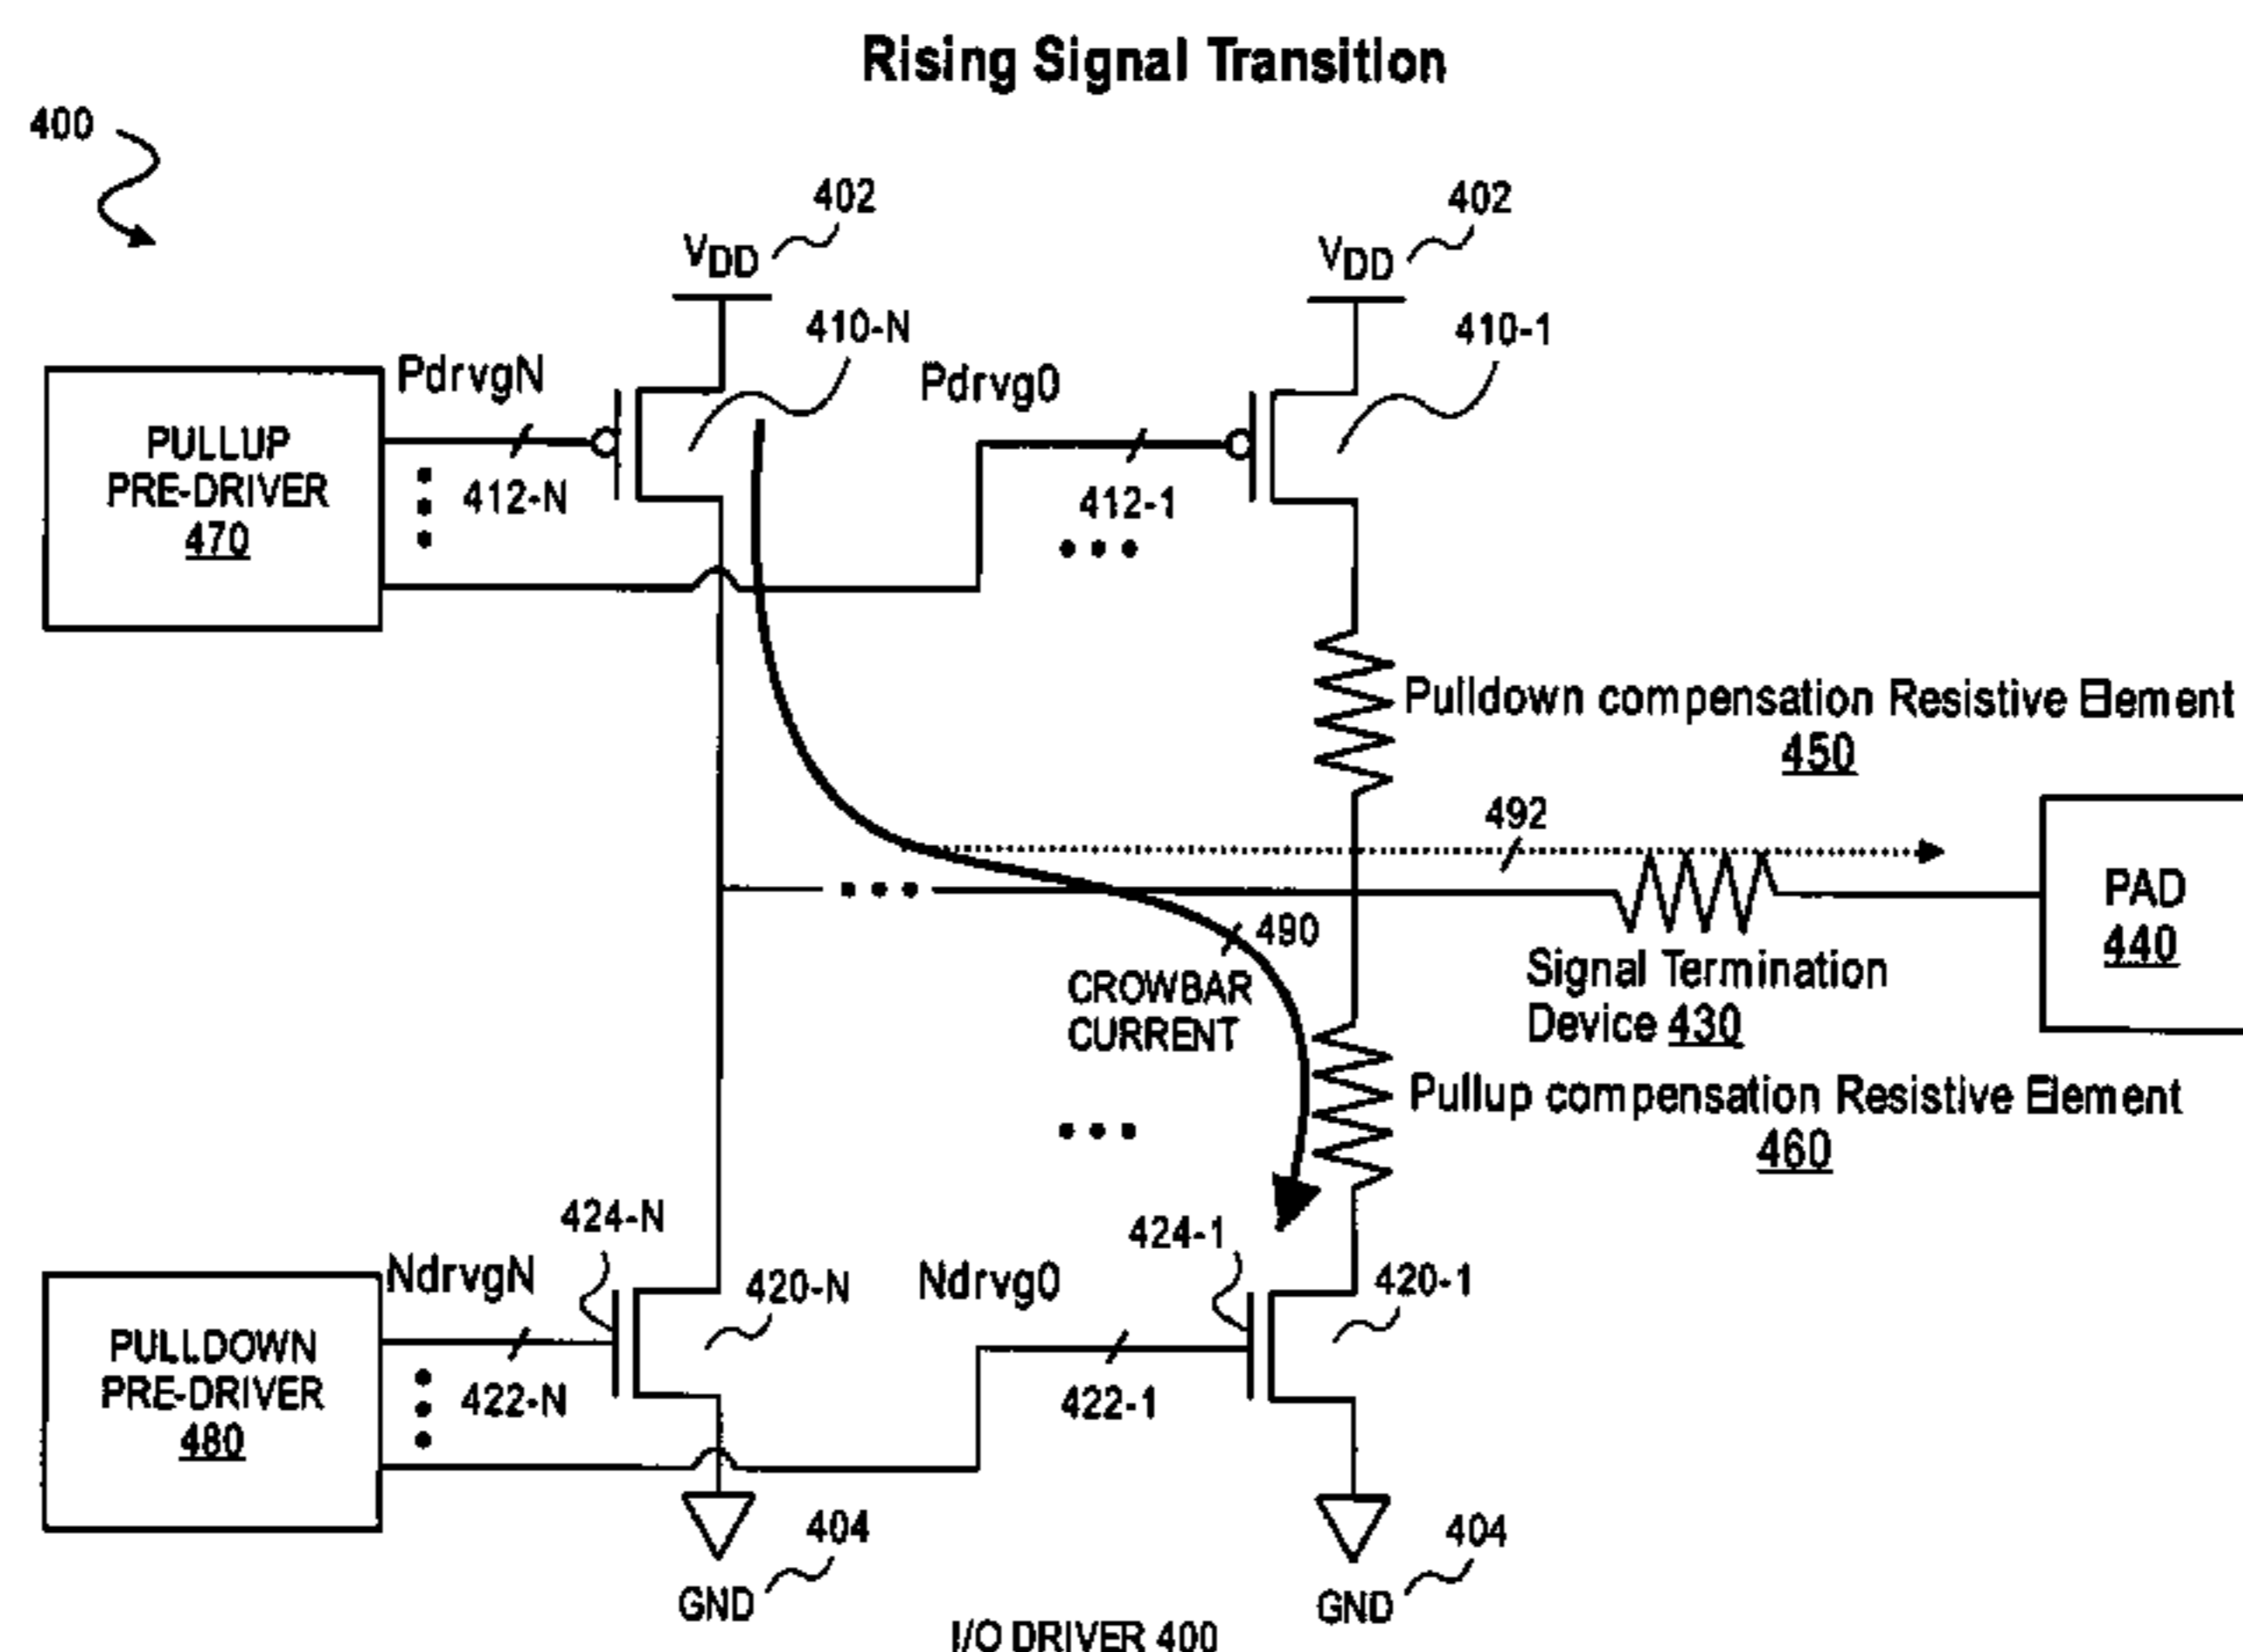 Rising Signal Transition
400
402
VDD
402
VDD
410-N
410-1
PdrvgN
Pdrvg0
PULLUP
PRE-DRIVER
470
412-N
412-1
Pulldown compensation Resistive Element
450
492
PAD
440
490
CROWBAR
CURRENT
Signal Termination
Device 430
Pullup compensation Resistive Element
460
424-N
424-1
NdrvgN
420-N
Ndrvg0
420-1
PULLDOWN
PRE-DRIVER
480
422-N
422-1
404
GND
404
GND
I/O DRIVER 400